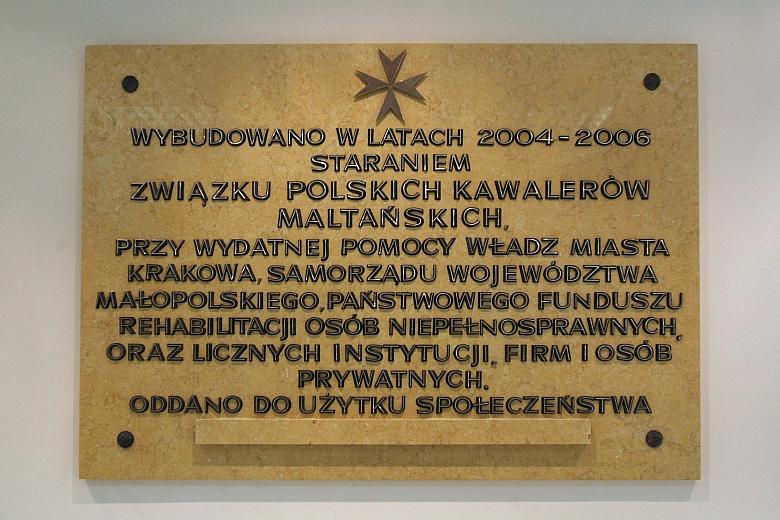 WYBUDOWANO W LATACH 2004-2006
STARANIEM
ZWIĄZKU POLSKICH KAWALERÓW
MALTAŃSKICH,
PRZY WYDATNEJ POMOCY WŁADZ MIASTA
KRAKOWA, SAMORZĄDU WOJEWÓDZTWA
MAŁOPOLSKIEGO, PAŃSTWOWEGO FUNDUSZU
REHABILITACJI OSÓB NIEPEŁNOSPRAWNYCH,
ORAZ LICZNYCH INSTYTUCJI, FIRM I OSÓB
PRYWATNYCH.
ODDANO DO UŻYTKU SPOŁECZEŃSTWA